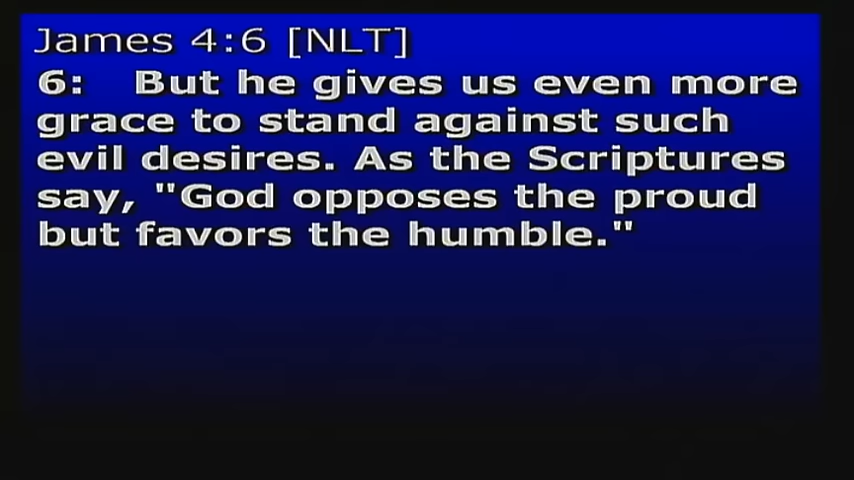 James 4:6 [NLT]
6: But he gives us even more
grace to stand against such
evil desires. As the Scriptures
say, "God opposes the proud
but favors the humble."